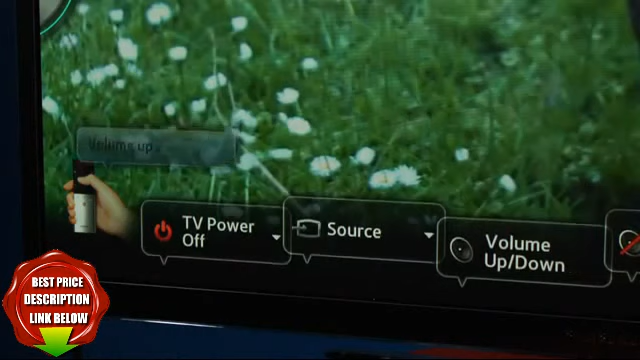 Volume up
TV Power
Off
Source
Volume
Up/Down
BEST PRICE
DESCRIPTION
LINK BELOW